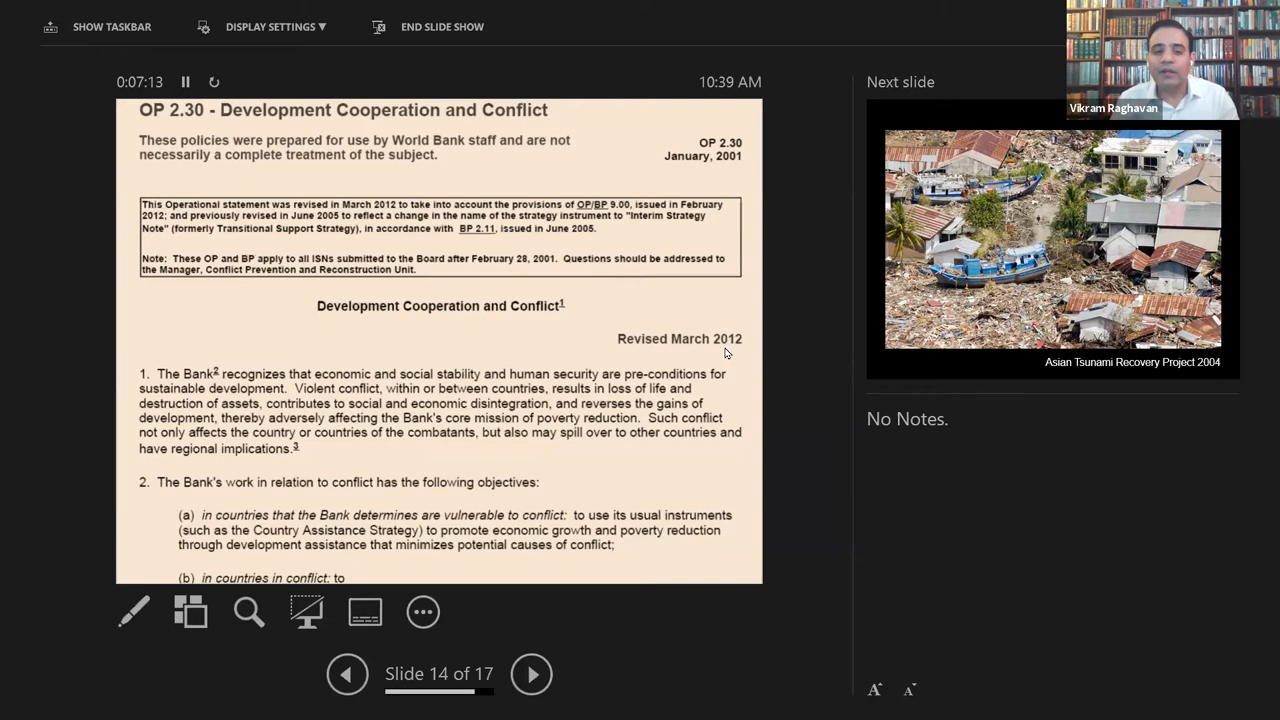 SHOW TASKBAR
DISPLAY SETTINGS ▼
END SLIDE SHOW
0:07:13
10:39 AM
OP 2.30 - Development Cooperation and Conflict
These policies were prepared for use by World Bank staff and are not
necessarily a complete treatment of the subject.
OP 2.30
January, 2001
This Operational statement was revised in March 2012 to take into account the provisions of OP/BP 9.00, issued in February
2012; and previously revised in June 2005 to reflect a change in the name of the strategy instrument to "Interim Strategy
Note" (formerly Transitional Support Strategy), in accordance with BP 2.11, issued in June 2005.
Note: These OP and BP apply to all ISNs submitted to the Board after February 28, 2001. Questions should be addressed to
the Manager, Conflict Prevention and Reconstruction Unit.
Development Cooperation and Conflict1
Revised March 2012
1. The Bank2 recognizes that economic and social stability and human security are pre-conditions for
sustainable development. Violent conflict, within or between countries, results in loss of life and
destruction of assets, contributes to social and economic disintegration, and reverses the gains of
development, thereby adversely affecting the Bank's core mission of poverty reduction. Such conflict
not only affects the country or countries of the combatants, but also may spill over to other countries and
have regional implications.3
2. The Bank's work in relation to conflict has the following objectives:
(a) in countries that the Bank determines are vulnerable to conflict: to use its usual instruments
(such as the Country Assistance Strategy) to promote economic growth and poverty reduction
through development assistance that minimizes potential causes of conflict;
(b) in countries in conflict: to
Slide 14 of 17
Next slide
Vikram Raghavan
Asian Tsunami Recovery Project 2004
No Notes.
A A